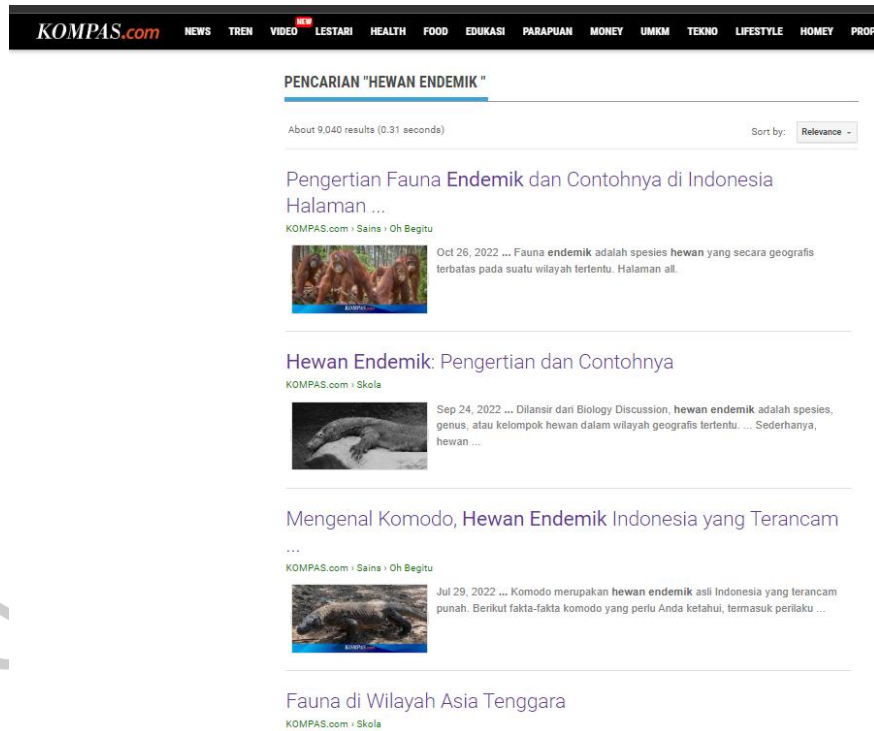 KOMPAS.com NEWS TREN VIDEO NEW LESTARI HEALTH FOOD EDUKASI PARAPUAN MONEY UMKM TEKNO LIFESTYLE HOMEY PROP
PENCARIAN "HEWAN ENDEMIK "
About 9,040 results (0.31 seconds) Sort by: Relevance
Pengertian Fauna Endemik dan Contohnya di Indonesia
Halaman ...
KOMPAS.com › Sains › Oh Begitu
Oct 26, 2022 ... Fauna endemik adalah spesies hewan yang secara geografis
terbatas pada suatu wilayah tertentu. Halaman all.
KOMPAS.com
Hewan Endemik: Pengertian dan Contohnya
KOMPAS.com › Skola
Sep 24, 2022 ... Dilansir dari Biology Discussion, hewan endemik adalah spesies,
genus, atau kelompok hewan dalam wilayah geografis tertentu. ... Sederhanya,
hewan ...
Mengenal Komodo, Hewan Endemik Indonesia yang Terancam
...
KOMPAS.com › Sains › Oh Begitu
Jul 29, 2022 ... Komodo merupakan hewan endemik asli Indonesia yang terancam
punah. Berikut fakta-fakta komodo yang perlu Anda ketahui, termasuk perilaku ...
KOMPAS.com
Fauna di Wilayah Asia Tenggara
KOMPAS.com › Skola